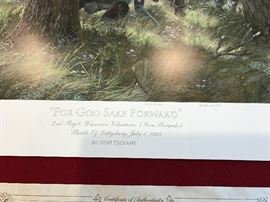 "FOR GOD SAKE FORWARD"
2nd Reg't. Wisconsin Volunteers, (Iron Brigade)
Battle Of Gettysburg, July 1, 1863
BY DON TROIANI
Certificate of Authenticity